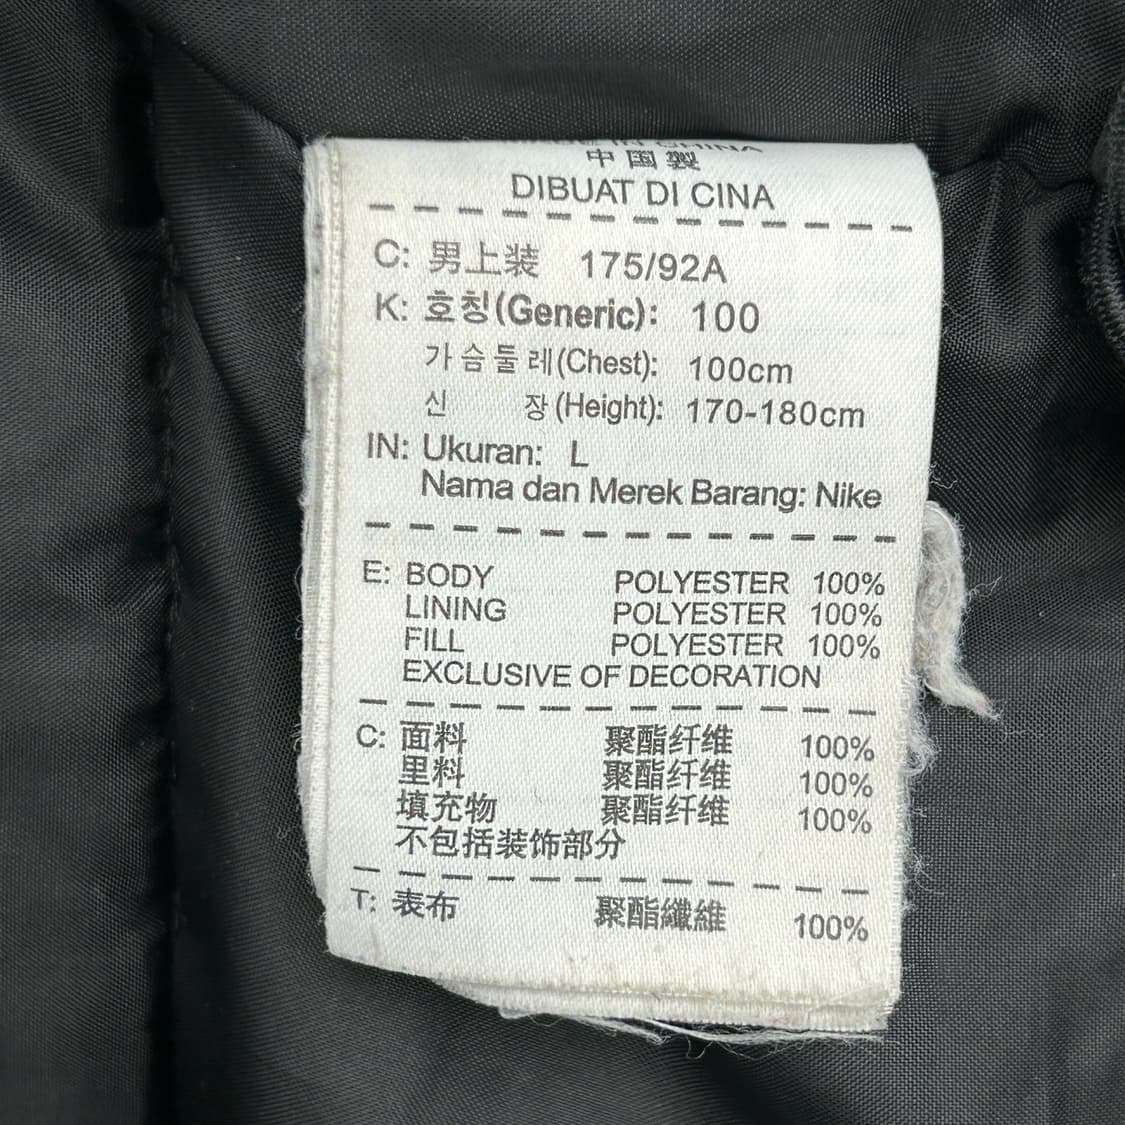 中国製
DIBUAT DI CINA
C: 男上装 175/92A
K: 호칭(Generic): 100
가슴둘레(Chest): 100cm
신 장(Height): 170-180cm
IN: Ukuran: L
Nama dan Merek Barang: Nike
E: BODY POLYESTER 100%
LINING POLYESTER 100%
FILL POLYESTER 100%
EXCLUSIVE OF DECORATION
C: 面料 聚酯纤维 100%
里料 聚酯纤维 100%
填充物 聚酯纤维 100%
不包括装饰部分
T: 表布 聚酯纖維 100%